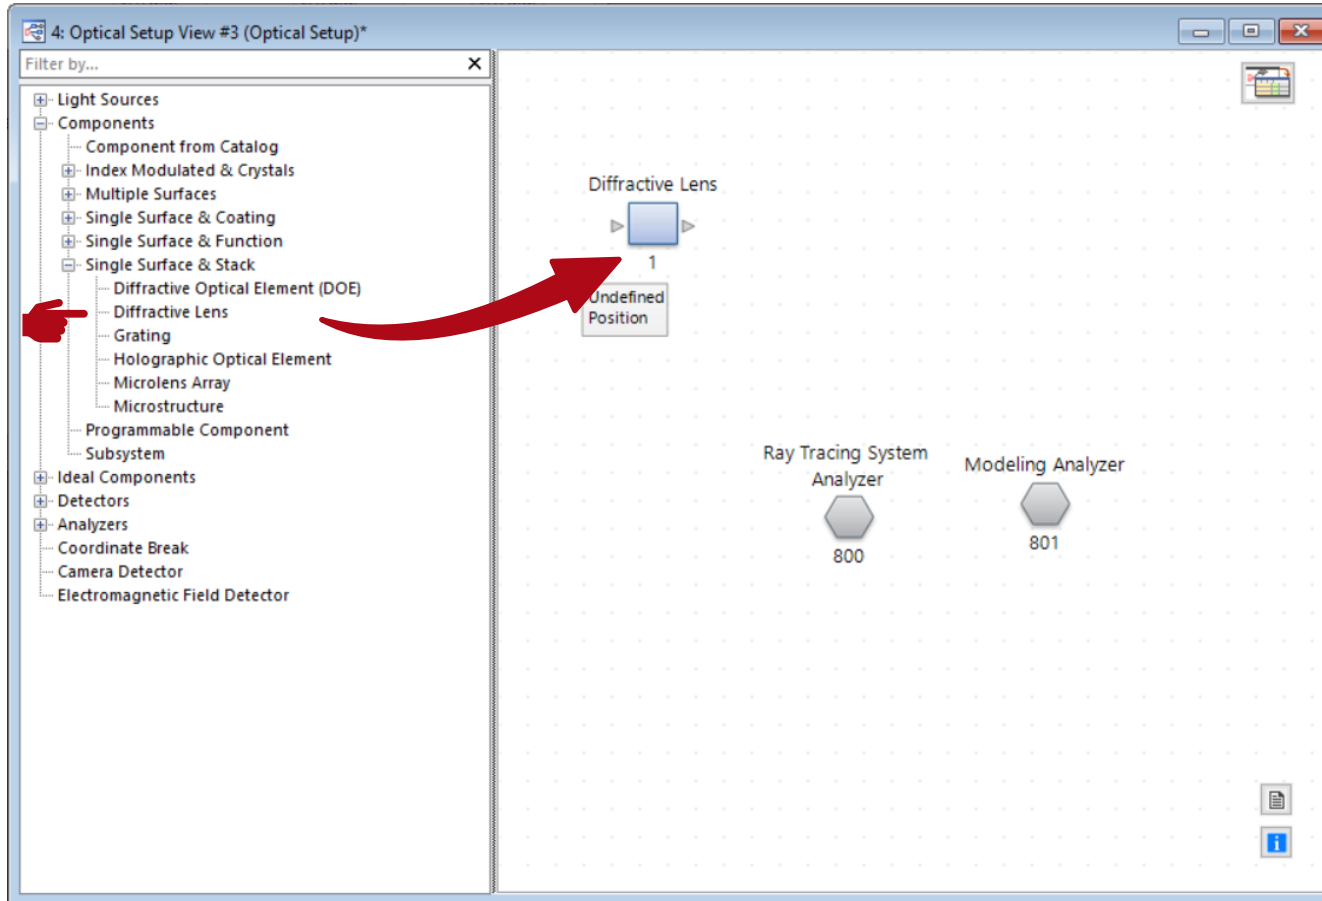 4: Optical Setup View #3 (Optical Setup)*
Filter by...
Light Sources
Components
Component from Catalog
Index Modulated & Crystals
Multiple Surfaces
Single Surface & Coating
Single Surface & Function
Single Surface & Stack
Diffractive Optical Element (DOE)
Diffractive Lens
Grating
Holographic Optical Element
Microlens Array
Microstructure
Programmable Component
Subsystem
Ideal Components
Detectors
Analyzers
Coordinate Break
Camera Detector
Electromagnetic Field Detector
Diffractive Lens
1
Undefined
Position
Ray Tracing System
Analyzer
800
Modeling Analyzer
801